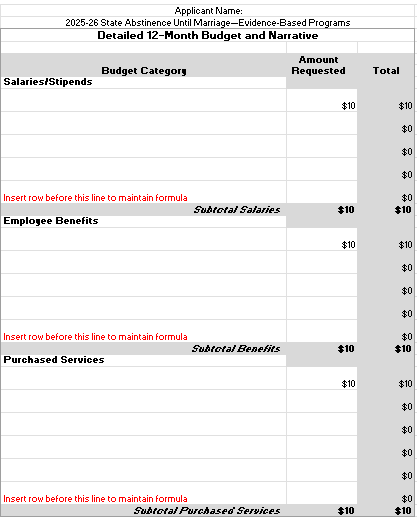 Applicant Name:
2025-26 State Abstinence Until Marriage—Evidence-Based Programs
Detailed 12-Month Budget and Narrative
Budget Category Amount Requested Total
Salaries/Stipends
$10 $10
$0
$0
$0
Insert row before this line to maintain formula $0
Subtotal Salaries $10 $10
Employee Benefits
$10 $10
$0
$0
$0
Insert row before this line to maintain formula $0
Subtotal Benefits $10 $10
Purchased Services
$10 $10
$0
$0
$0
$0
Insert row before this line to maintain formula $0
Subtotal Purchased Services $10 $10